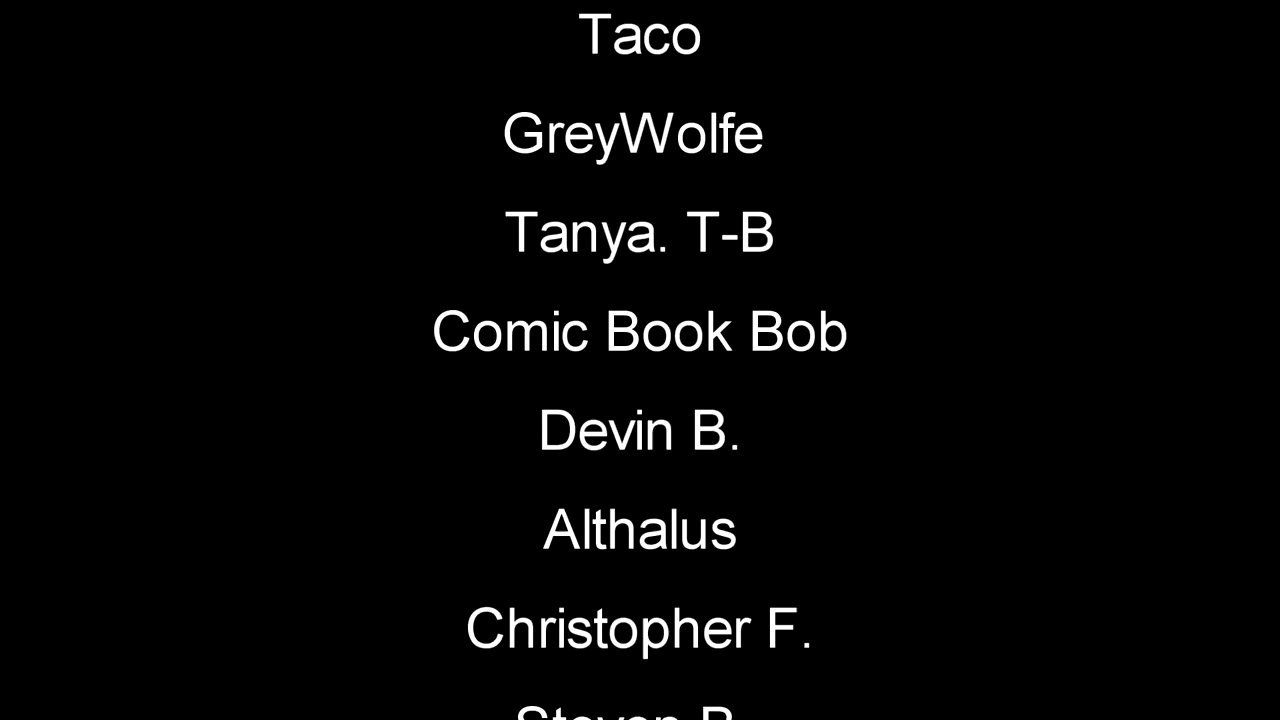 Taco
GreyWolfe
Tanya. T-B
Comic Book Bob
Devin B.
Althalus
Christopher F.